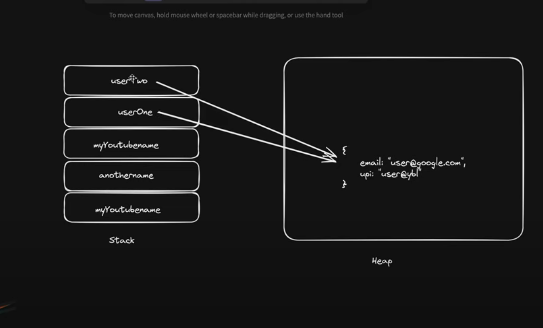 To move canvas, hold mouse wheel or spacebar while dragging, or use the hand tool
userTwo
userOne
myYoutubename
anothername
myYoutubename
Stack
{
email: "user@google.com",
upi: "user@ybl"
}
Heap